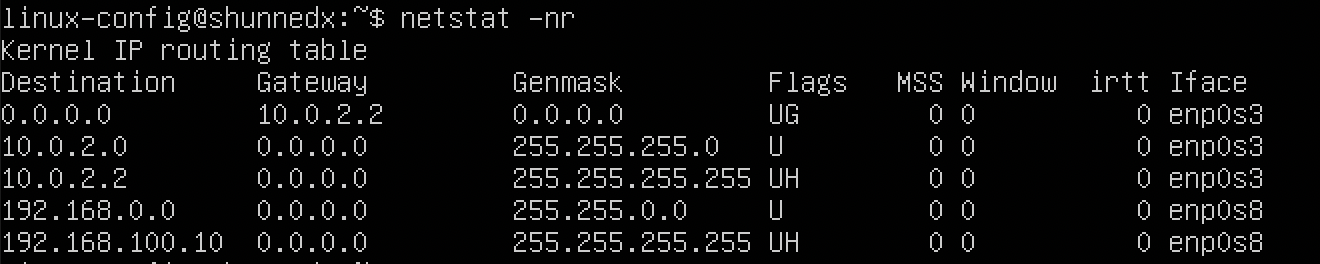 linux-config@shunnedx:~$ netstat -nr
Kernel IP routing table
Destination     Gateway         Genmask         Flags   MSS Window  irtt Iface
0.0.0.0         10.0.2.2        0.0.0.0         UG        0 0          0 enp0s3
10.0.2.0        0.0.0.0         255.255.255.0   U         0 0          0 enp0s3
10.0.2.2        0.0.0.0         255.255.255.255 UH        0 0          0 enp0s3
192.168.0.0     0.0.0.0         255.255.0.0     U         0 0          0 enp0s8
192.168.100.10  0.0.0.0         255.255.255.255 UH        0 0          0 enp0s8